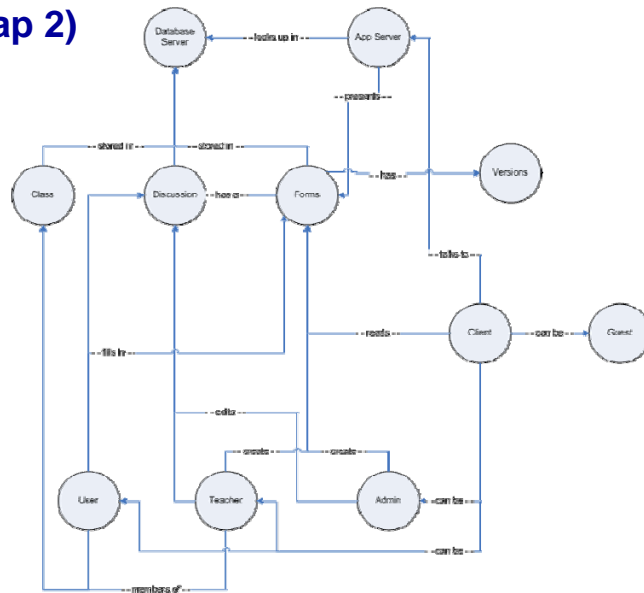 ap 2)
Database
Server
looks up in
App Server
presents
stored in
stored in
Class
Discussion
has a
Forms
has
Versions
talks to
reads
Client
can be
Guest
fills in
edits
create
create
User
Teacher
Admin
can be
can be
members of